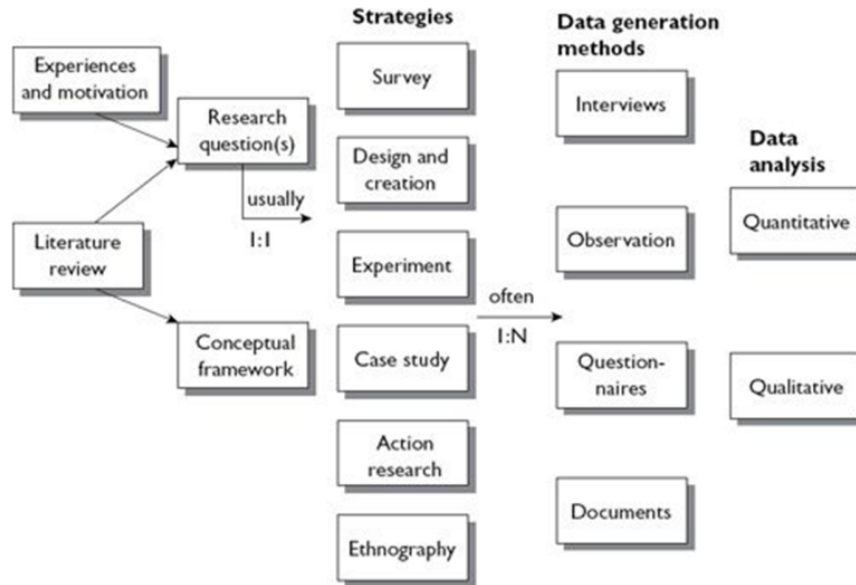 Experiences
and motivation
Literature
review
Research
question(s)
usually
1:1
Conceptual
framework
Strategies
Survey
Design and
creation
Experiment
Case study
Action
research
Ethnography
often
1:N
Data generation
methods
Interviews
Observation
Question-
naires
Documents
Data
analysis
Quantitative
Qualitative